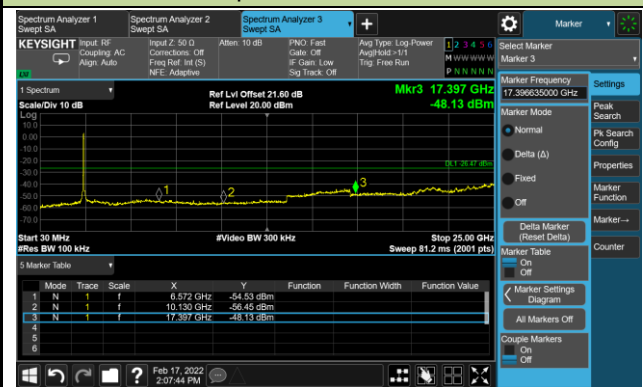 Spectrum Analyzer 1
Swept SA
Spectrum Analyzer 2
Swept SA
Spectrum Analyzer 3
Swept SA
+
Marker
KEYSIGHT
Input: RF
Coupling: AC
Align: Auto
Input Z: 50 Ω
Corrections: Off
Freq Ref: Int (S)
NFE: Adaptive
Atten: 10 dB
PNO: Fast
Gate: Off
IF Gain: Low
Sig Track: Off
Avg Type: Log-Power
Avg|Hold:>1/1
Trig: Free Run
1 2 3 4 5 6
M W W W W W
P N N N N N
Select Marker
Marker 3
1 Spectrum
Scale/Div 10 dB
Ref Lvl Offset 21.60 dB
Ref Level 20.00 dBm
Mkr3 17.397 GHz
-48.13 dBm
Log
10.0
0.00
-10.0
-20.0
-30.0
-40.0
-50.0
-60.0
-70.0
DL1 -26.47 dBm
1
2
3
Start 30 MHz
#Res BW 100 kHz
#Video BW 300 kHz
Stop 25.00 GHz
Sweep 81.2 ms (2001 pts)
5 Marker Table
Mode Trace Scale X Y Function Function Width Function Value
1 N 1 f 6.572 GHz -54.53 dBm
2 N 1 f 10.130 GHz -56.45 dBm
3 N 1 f 17.397 GHz -48.13 dBm
4
5
6
Marker Frequency
17.396635000 GHz
Marker Mode
Normal
Delta (Δ)
Fixed
Off
Delta Marker
(Reset Delta)
Marker Table
On
Off
Marker Settings
Diagram
All Markers Off
Couple Markers
On
Off
Settings
Peak
Search
Pk Search
Config
Properties
Marker
Function
Marker→
Counter
?
Feb 17, 2022
2:07:44 PM